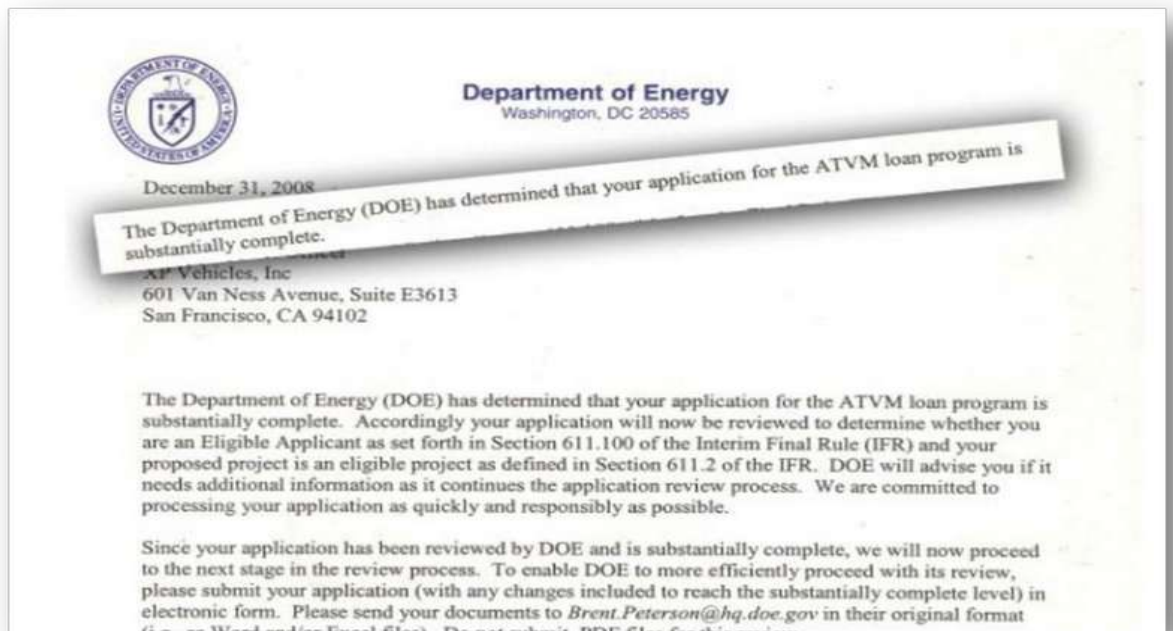 DEPARTMENT OF ENERGY
UNITED STATES OF AMERICA
Department of Energy
Washington, DC 20585
December 31, 2008
The Department of Energy (DOE) has determined that your application for the ATVM loan program is
substantially complete.
XP Vehicles, Inc
601 Van Ness Avenue, Suite E3613
San Francisco, CA 94102
The Department of Energy (DOE) has determined that your application for the ATVM loan program is
substantially complete. Accordingly your application will now be reviewed to determine whether you
are an Eligible Applicant as set forth in Section 611.100 of the Interim Final Rule (IFR) and your
proposed project is an eligible project as defined in Section 611.2 of the IFR. DOE will advise you if it
needs additional information as it continues the application review process. We are committed to
processing your application as quickly and responsibly as possible.
Since your application has been reviewed by DOE and is substantially complete, we will now proceed
to the next stage in the review process. To enable DOE to more efficiently proceed with its review,
please submit your application (with any changes included to reach the substantially complete level) in
electronic form. Please send your documents to Brent.Peterson@hq.doe.gov in their original format